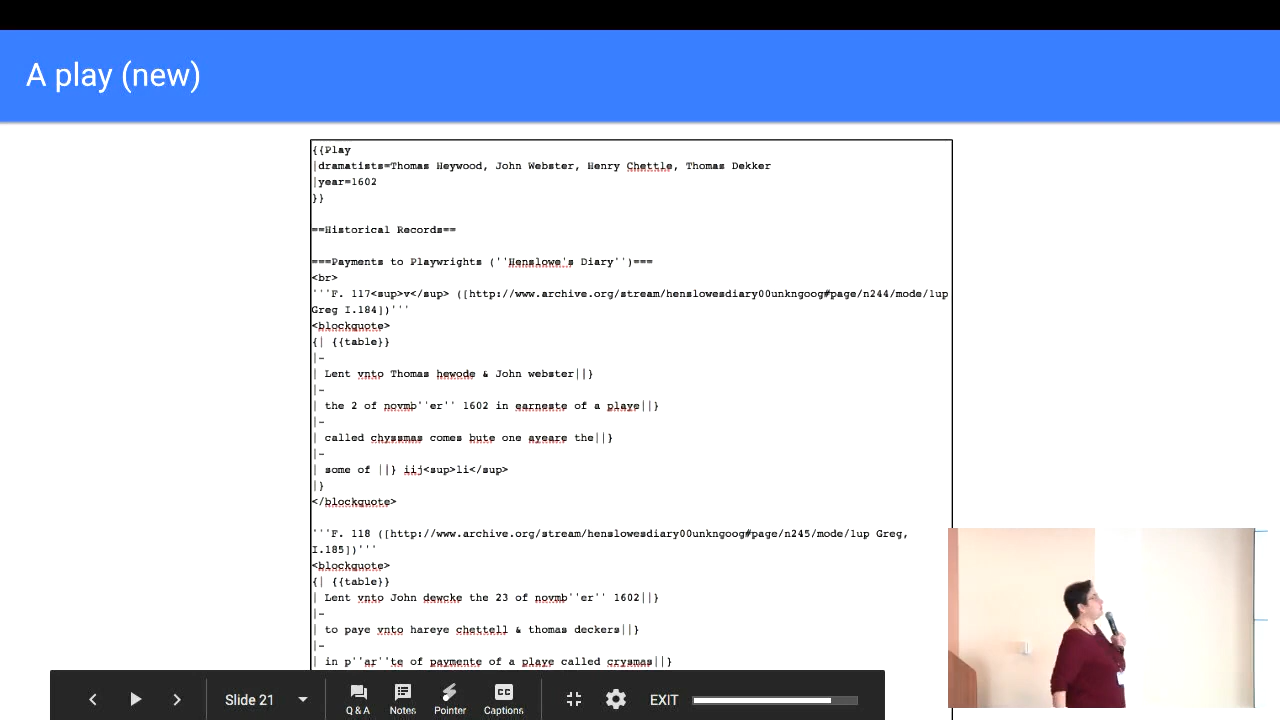 A play (new)
{{Play
|dramatists=Thomas Heywood, John Webster, Henry Chettle, Thomas Dekker
|year=1602
}}
==Historical Records==
===Payments to Playwrights (''Henslowe's Diary'')===
<br>
'''F. 117<sup>v</sup> ([http://www.archive.org/stream/henslowesdiary00unkngoog#page/n244/mode/1up
Greg I.184])'''
<blockquote>
{| {{table}}
|-
| Lent vnto Thomas hewode & John webster||}
|-
| the 2 of novmb''er'' 1602 in earneste of a playe||}
|-
| called chyssmas comes bute one ayeare the||}
|-
| some of ||} iij<sup>li</sup>
|}
</blockquote>
'''F. 118 ([http://www.archive.org/stream/henslowesdiary00unkngoog#page/n245/mode/1up Greg,
I.185])'''
<blockquote>
{| {{table}}
| Lent vnto John dewcke the 23 of novmb''er'' 1602||}
|-
| to paye vnto hareye chettell & thomas deckers||}
|-
| in p''ar''te of paymente of a playe called crysmas||}
Slide 21
Q & A
Notes
Pointer
CC
Captions
EXIT